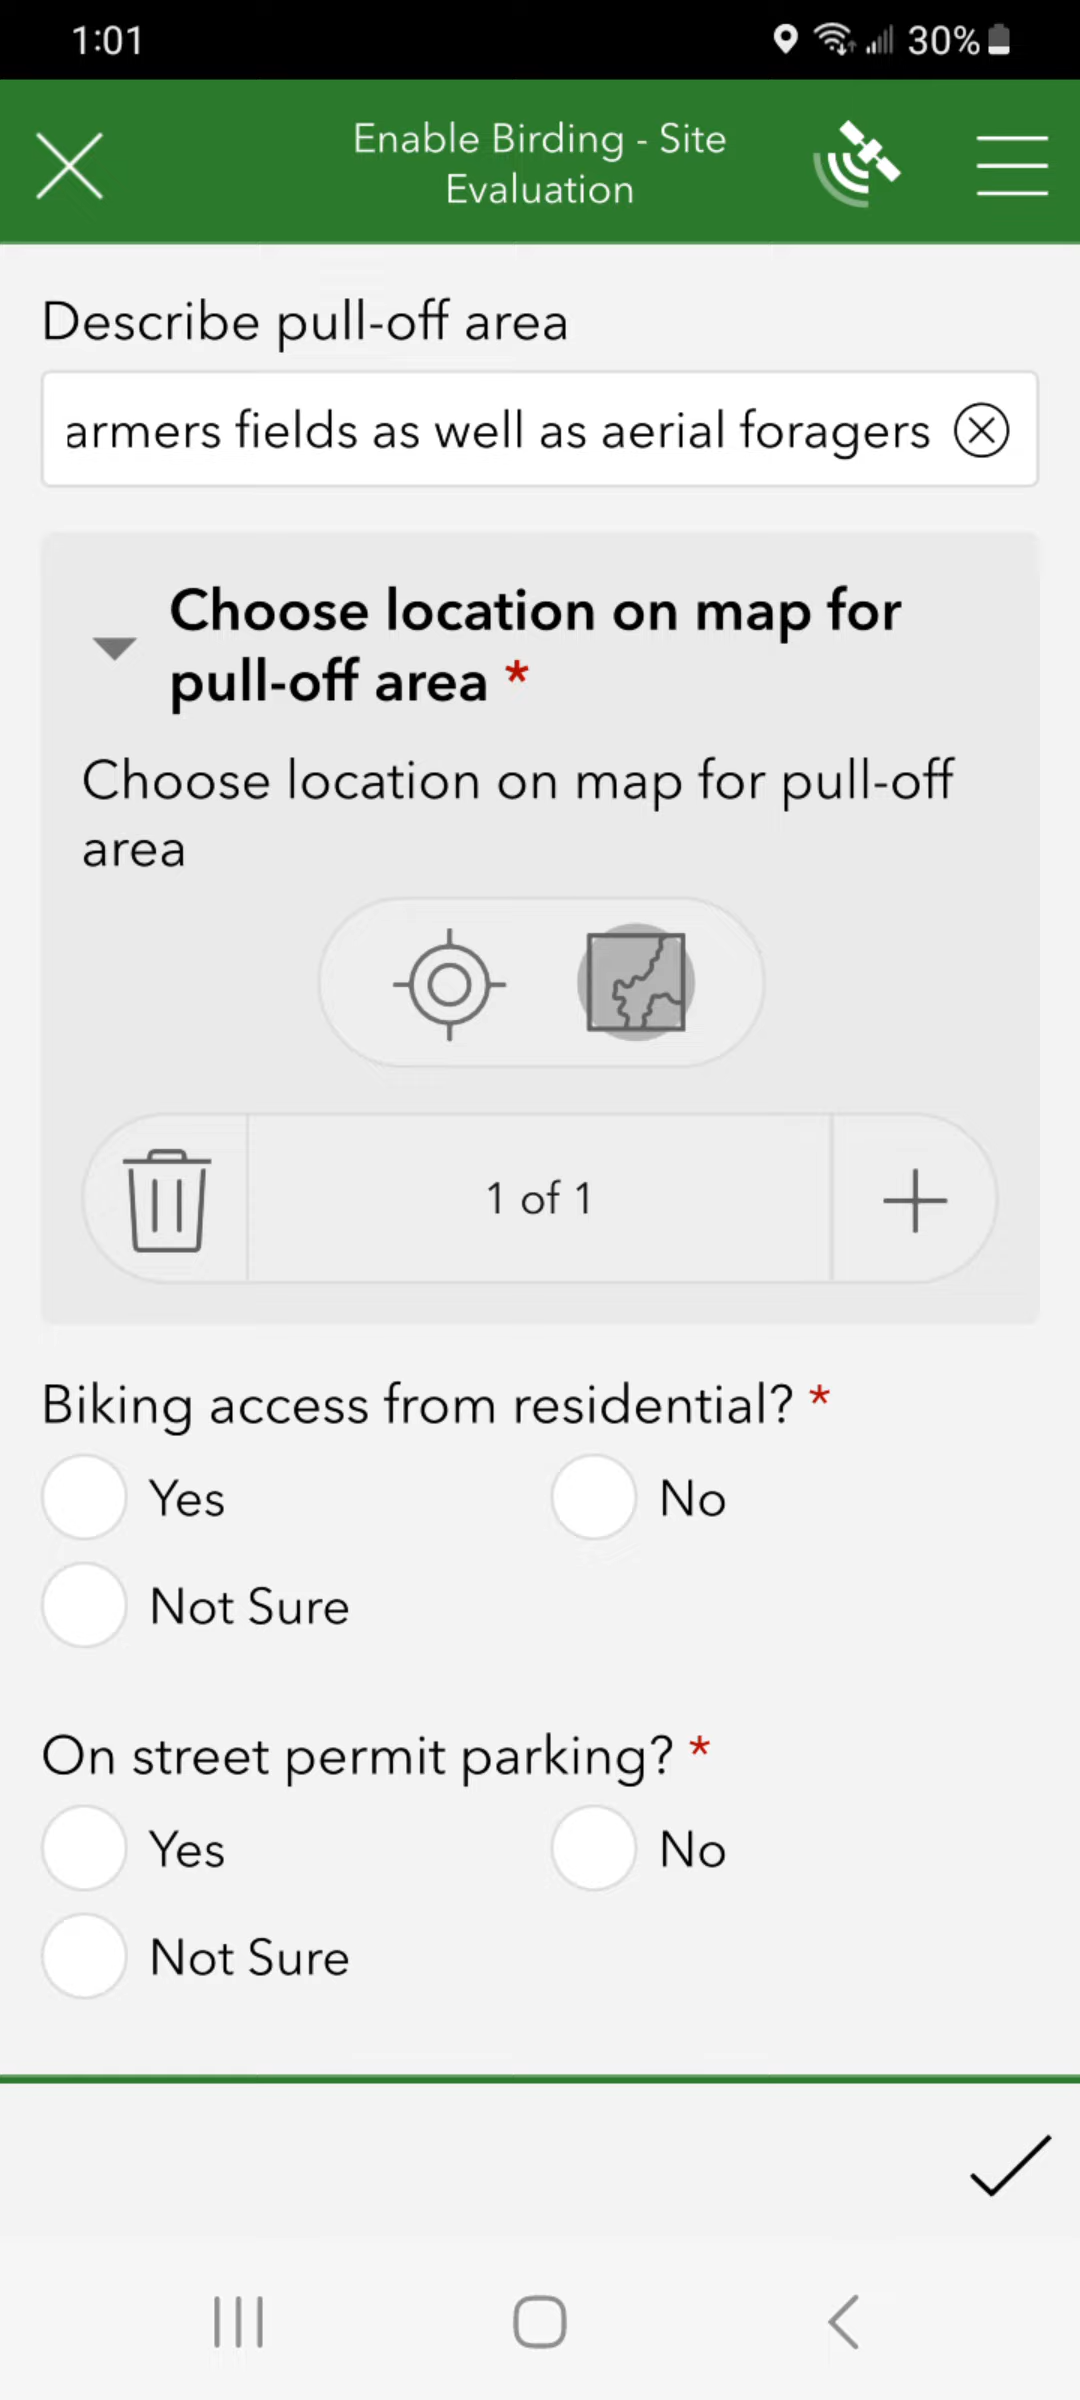 1:01
30%
Enable Birding - Site
Evaluation
Describe pull-off area
armers fields as well as aerial foragers
Choose location on map for
pull-off area *
Choose location on map for pull-off
area
1 of 1
Biking access from residential? *
Yes
No
Not Sure
On street permit parking? *
Yes
No
Not Sure